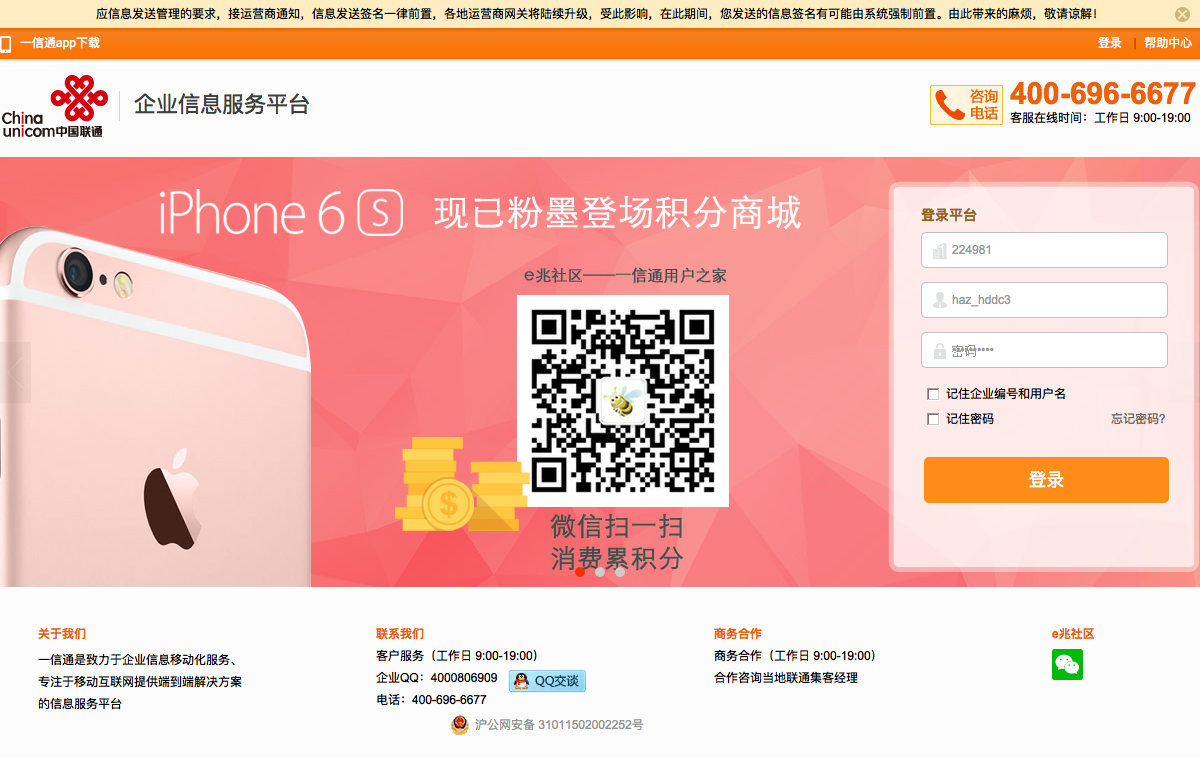 应信息发送管理的要求，接运营商通知，信息发送签名一律前置，各地运营商网关将陆续升级，受此影响，在此期间，您发送的信息签名有可能由系统强制前置。由此带来的麻烦，敬请谅解！
一信通app下载
登录 | 帮助中心
China
unicom中国联通
企业信息服务平台
咨询
电话
400-696-6677
客服在线时间：工作日 9:00-19:00
iPhone 6 S 现已粉墨登场积分商城
e兆社区——一信通用户之家
微信扫一扫
消费累积分
登录平台
224981
haz_hddc3
密码****
记住企业编号和用户名
记住密码
忘记密码?
登录
关于我们
一信通是致力于企业信息移动化服务、
专注于移动互联网提供端到端解决方案
的信息服务平台
联系我们
客户服务（工作日 9:00-19:00）
企业QQ：4000806909
QQ交谈
电话：400-696-6677
商务合作
商务合作（工作日 9:00-19:00）
合作咨询当地联通集客经理
e兆社区
沪公网安备 31011502002252号